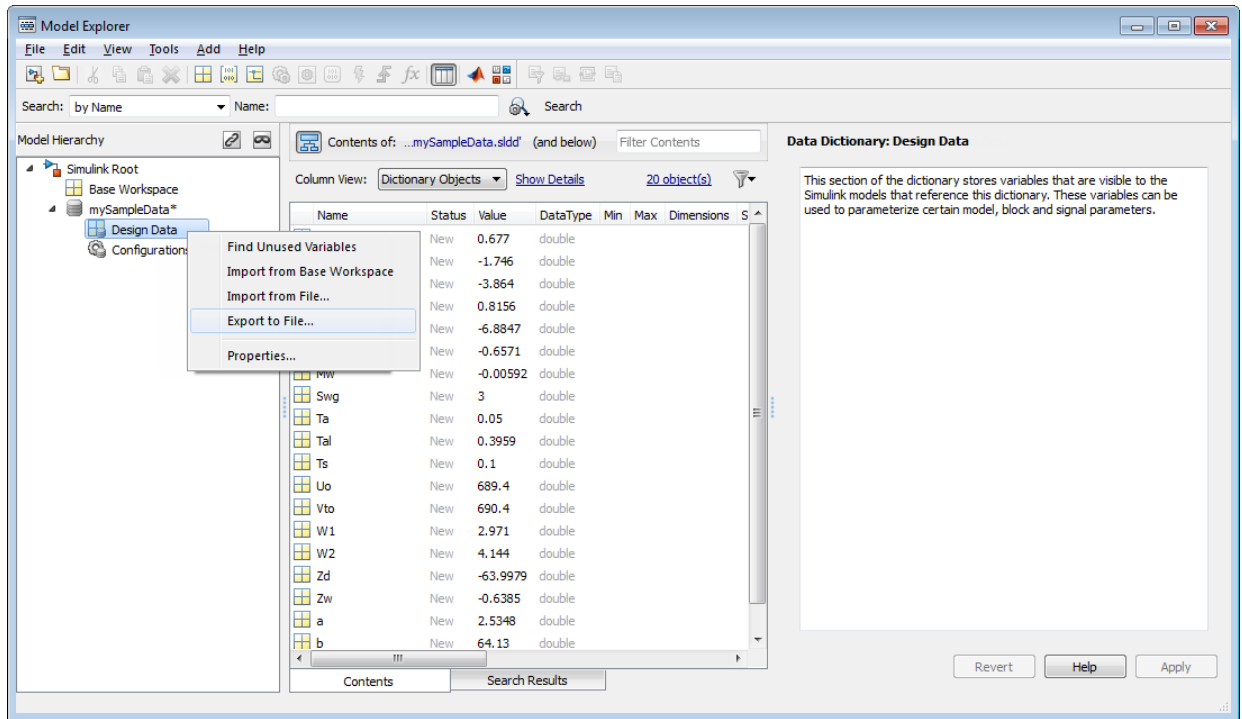 Model Explorer
File Edit View Tools Add Help
Search: by Name Name: Search
Model Hierarchy
Simulink Root
Base Workspace
mySampleData*
Design Data
Configurations
Find Unused Variables
Import from Base Workspace
Import from File...
Export to File...
Properties...
Contents of: ...mySampleData.sldd' (and below) Filter Contents
Column View: Dictionary Objects Show Details 20 object(s)
Name Status Value DataType Min Max Dimensions S
New 0.677 double
New -1.746 double
New -3.864 double
New 0.8156 double
New -6.8847 double
New -0.6571 double
Mw New -0.00592 double
Swg New 3 double
Ta New 0.05 double
Tal New 0.3959 double
Ts New 0.1 double
Uo New 689.4 double
Vto New 690.4 double
W1 New 2.971 double
W2 New 4.144 double
Zd New -63.9979 double
Zw New -0.6385 double
a New 2.5348 double
b New 64.13 double
Contents Search Results
Data Dictionary: Design Data
This section of the dictionary stores variables that are visible to the
Simulink models that reference this dictionary. These variables can be
used to parameterize certain model, block and signal parameters.
Revert Help Apply